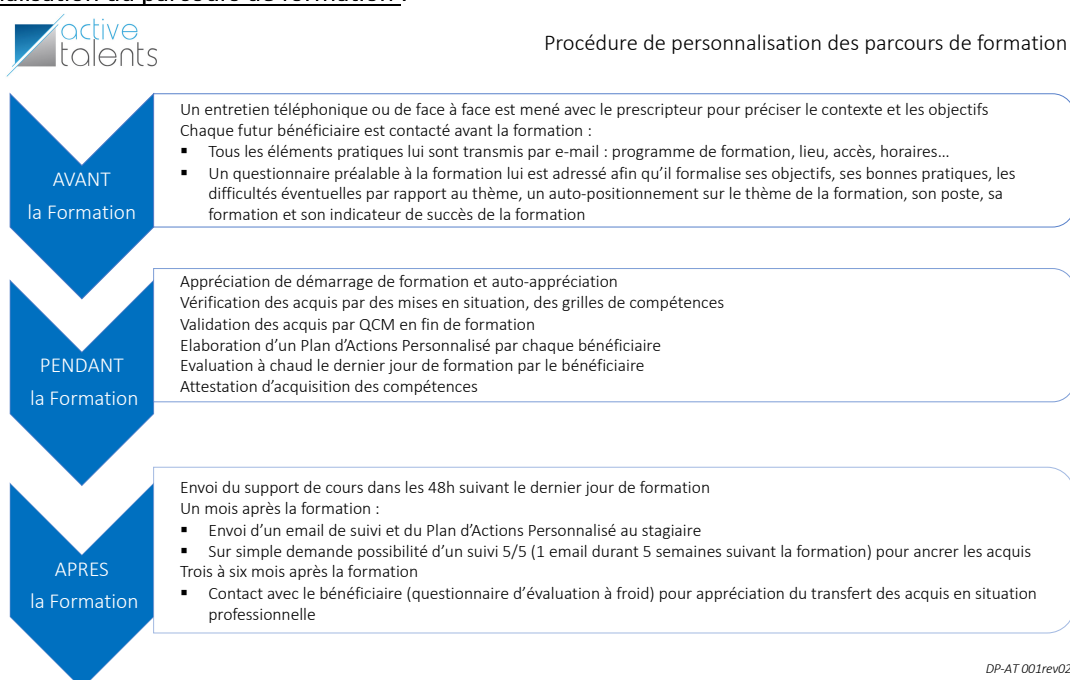 active
talents
Procédure de personnalisation des parcours de formation
AVANT
la Formation
Un entretien téléphonique ou de face à face est mené avec le prescripteur pour préciser le contexte et les objectifs
Chaque futur bénéficiaire est contacté avant la formation :
▪ Tous les éléments pratiques lui sont transmis par e-mail : programme de formation, lieu, accès, horaires…
▪ Un questionnaire préalable à la formation lui est adressé afin qu’il formalise ses objectifs, ses bonnes pratiques, les
difficultés éventuelles par rapport au thème, un auto-positionnement sur le thème de la formation, son poste, sa
formation et son indicateur de succès de la formation
PENDANT
la Formation
Appréciation de démarrage de formation et auto-appréciation
Vérification des acquis par des mises en situation, des grilles de compétences
Validation des acquis par QCM en fin de formation
Elaboration d’un Plan d’Actions Personnalisé par chaque bénéficiaire
Evaluation à chaud le dernier jour de formation par le bénéficiaire
Attestation d’acquisition des compétences
APRES
la Formation
Envoi du support de cours dans les 48h suivant le dernier jour de formation
Un mois après la formation :
▪ Envoi d’un email de suivi et du Plan d’Actions Personnalisé au stagiaire
▪ Sur simple demande possibilité d’un suivi 5/5 (1 email durant 5 semaines suivant la formation) pour ancrer les acquis
Trois à six mois après la formation
▪ Contact avec le bénéficiaire (questionnaire d’évaluation à froid) pour appréciation du transfert des acquis en situation
professionnelle
DP-AT 001rev02